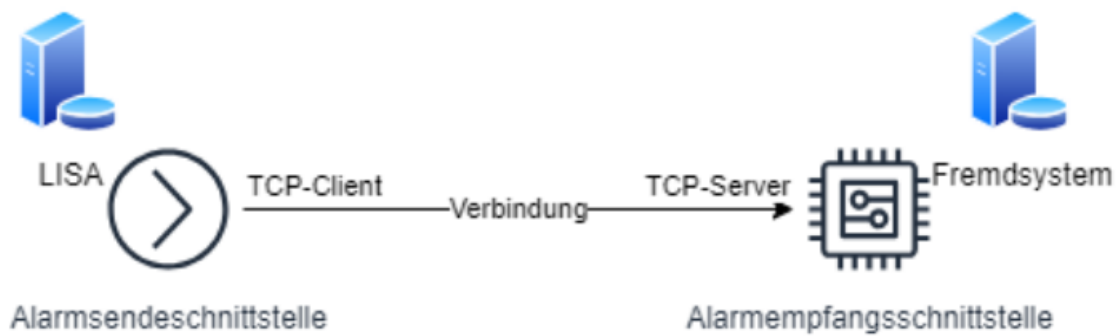 LISA
TCP-Client
Verbindung
TCP-Server
Fremdsystem
Alarmsendeschnittstelle
Alarmempfangsschnittstelle